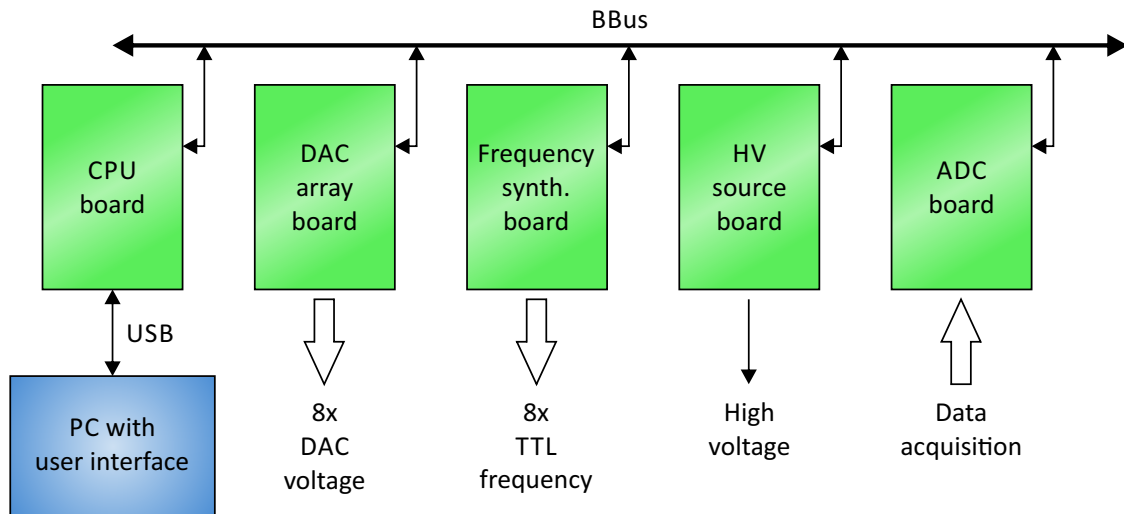 BBus
CPU
board
DAC
array
board
Frequency
synth.
board
HV
source
board
ADC
board
USB
PC with
user interface
8x
DAC
voltage
8x
TTL
frequency
High
voltage
Data
acquisition